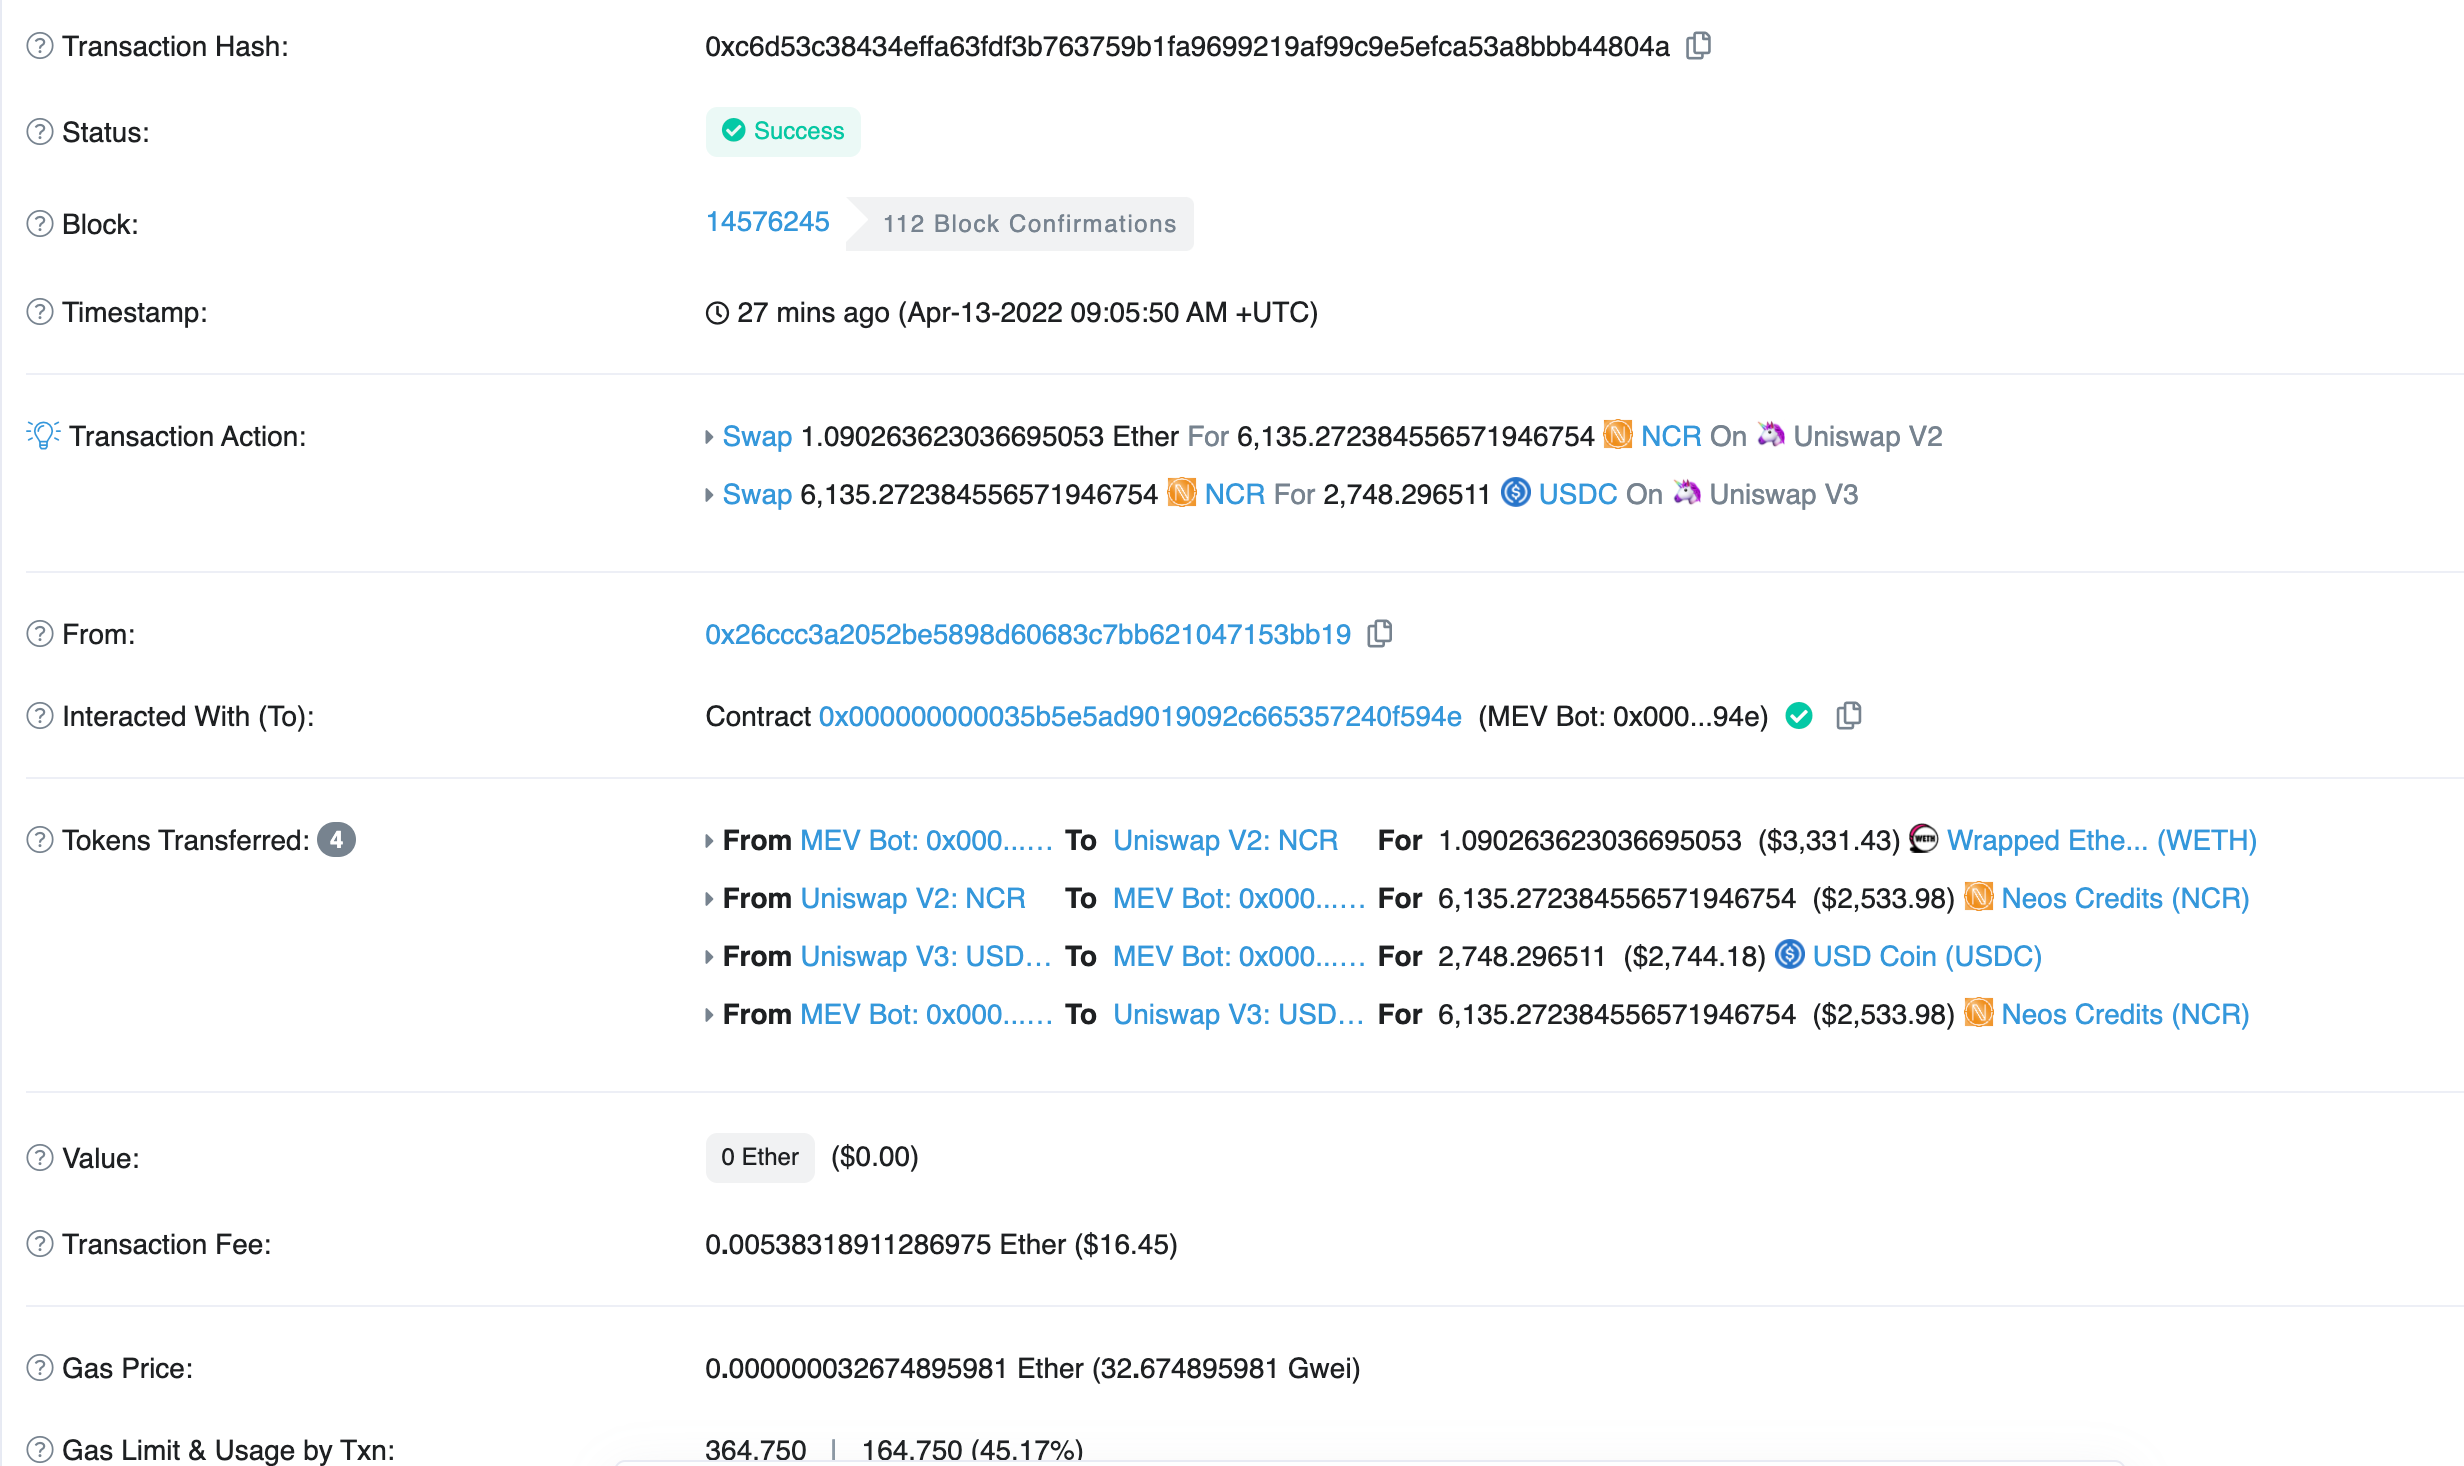 Transaction Hash: 0xc6d53c38434effa63fdf3b763759b1fa9699219af99c9e5efca53a8bbb44804a
Status: Success
Block: 14576245 112 Block Confirmations
Timestamp: 27 mins ago (Apr-13-2022 09:05:50 AM +UTC)
Transaction Action: Swap 1.090263623036695053 Ether For 6,135.272384556571946754 NCR On Uniswap V2
Swap 6,135.272384556571946754 NCR For 2,748.296511 USDC On Uniswap V3
From: 0x26ccc3a2052be5898d60683c7bb621047153bb19
Interacted With (To): Contract 0x000000000035b5e5ad9019092c665357240f594e (MEV Bot: 0x000...94e)
Tokens Transferred: 4 From MEV Bot: 0x000...… To Uniswap V2: NCR For 1.090263623036695053 ($3,331.43) WETH Wrapped Ethe... (WETH)
From Uniswap V2: NCR To MEV Bot: 0x000...… For 6,135.272384556571946754 ($2,533.98) Neos Credits (NCR)
From Uniswap V3: USD… To MEV Bot: 0x000...… For 2,748.296511 ($2,744.18) USD Coin (USDC)
From MEV Bot: 0x000...… To Uniswap V3: USD… For 6,135.272384556571946754 ($2,533.98) Neos Credits (NCR)
Value: 0 Ether ($0.00)
Transaction Fee: 0.00538318911286975 Ether ($16.45)
Gas Price: 0.000000032674895981 Ether (32.674895981 Gwei)
Gas Limit & Usage by Txn: 364,750 | 164,750 (45.17%)